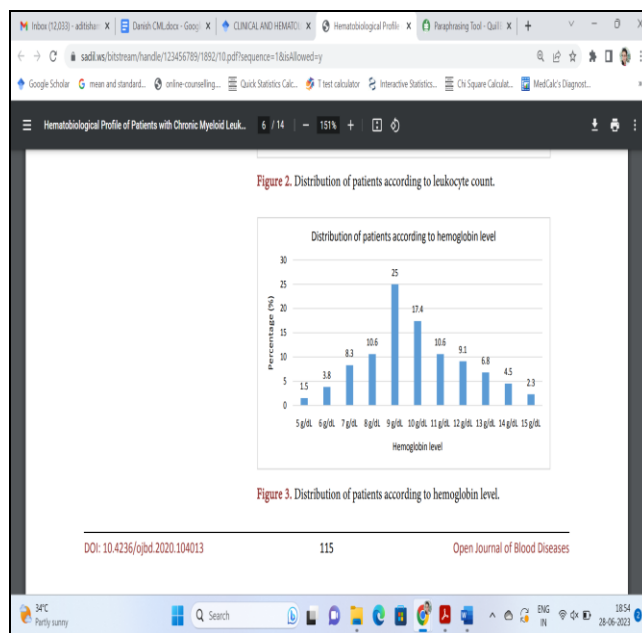 Inbox (12,033) - aditishar
Danish CML.docx - Googl
CLINICAL AND HEMATO
Hematobiological Profile
Paraphrasing Tool - Quill
sadil.ws/bitstream/handle/123456789/1892/10.pdf?sequence=1&isAllowed=y
Google Scholar
mean and standard...
online-counselling...
Quick Statistics Calc...
T test calculator
Interactive Statistics...
Chi Square Calculat...
MedCalc's Diagnost...
Hematobiological Profile of Patients with Chronic Myeloid Leuk...
6 / 14
151%
Figure 2. Distribution of patients according to leukocyte count.
Distribution of patients according to hemoglobin level
Percentage (%)
30
25
20
15
10
5
0
1.5
3.8
8.3
10.6
25
17.4
10.6
9.1
6.8
4.5
2.3
5 g/dL 6 g/dL 7 g/dL 8 g/dL 9 g/dL 10 g/dL 11 g/dL 12 g/dL 13 g/dL 14 g/dL 15 g/dL
Hemoglobin level
Figure 3. Distribution of patients according to hemoglobin level.
DOI: 10.4236/ojbd.2020.104013 115 Open Journal of Blood Diseases
34°C
Partly sunny
Search
ENG
IN
18:54
28-06-2023